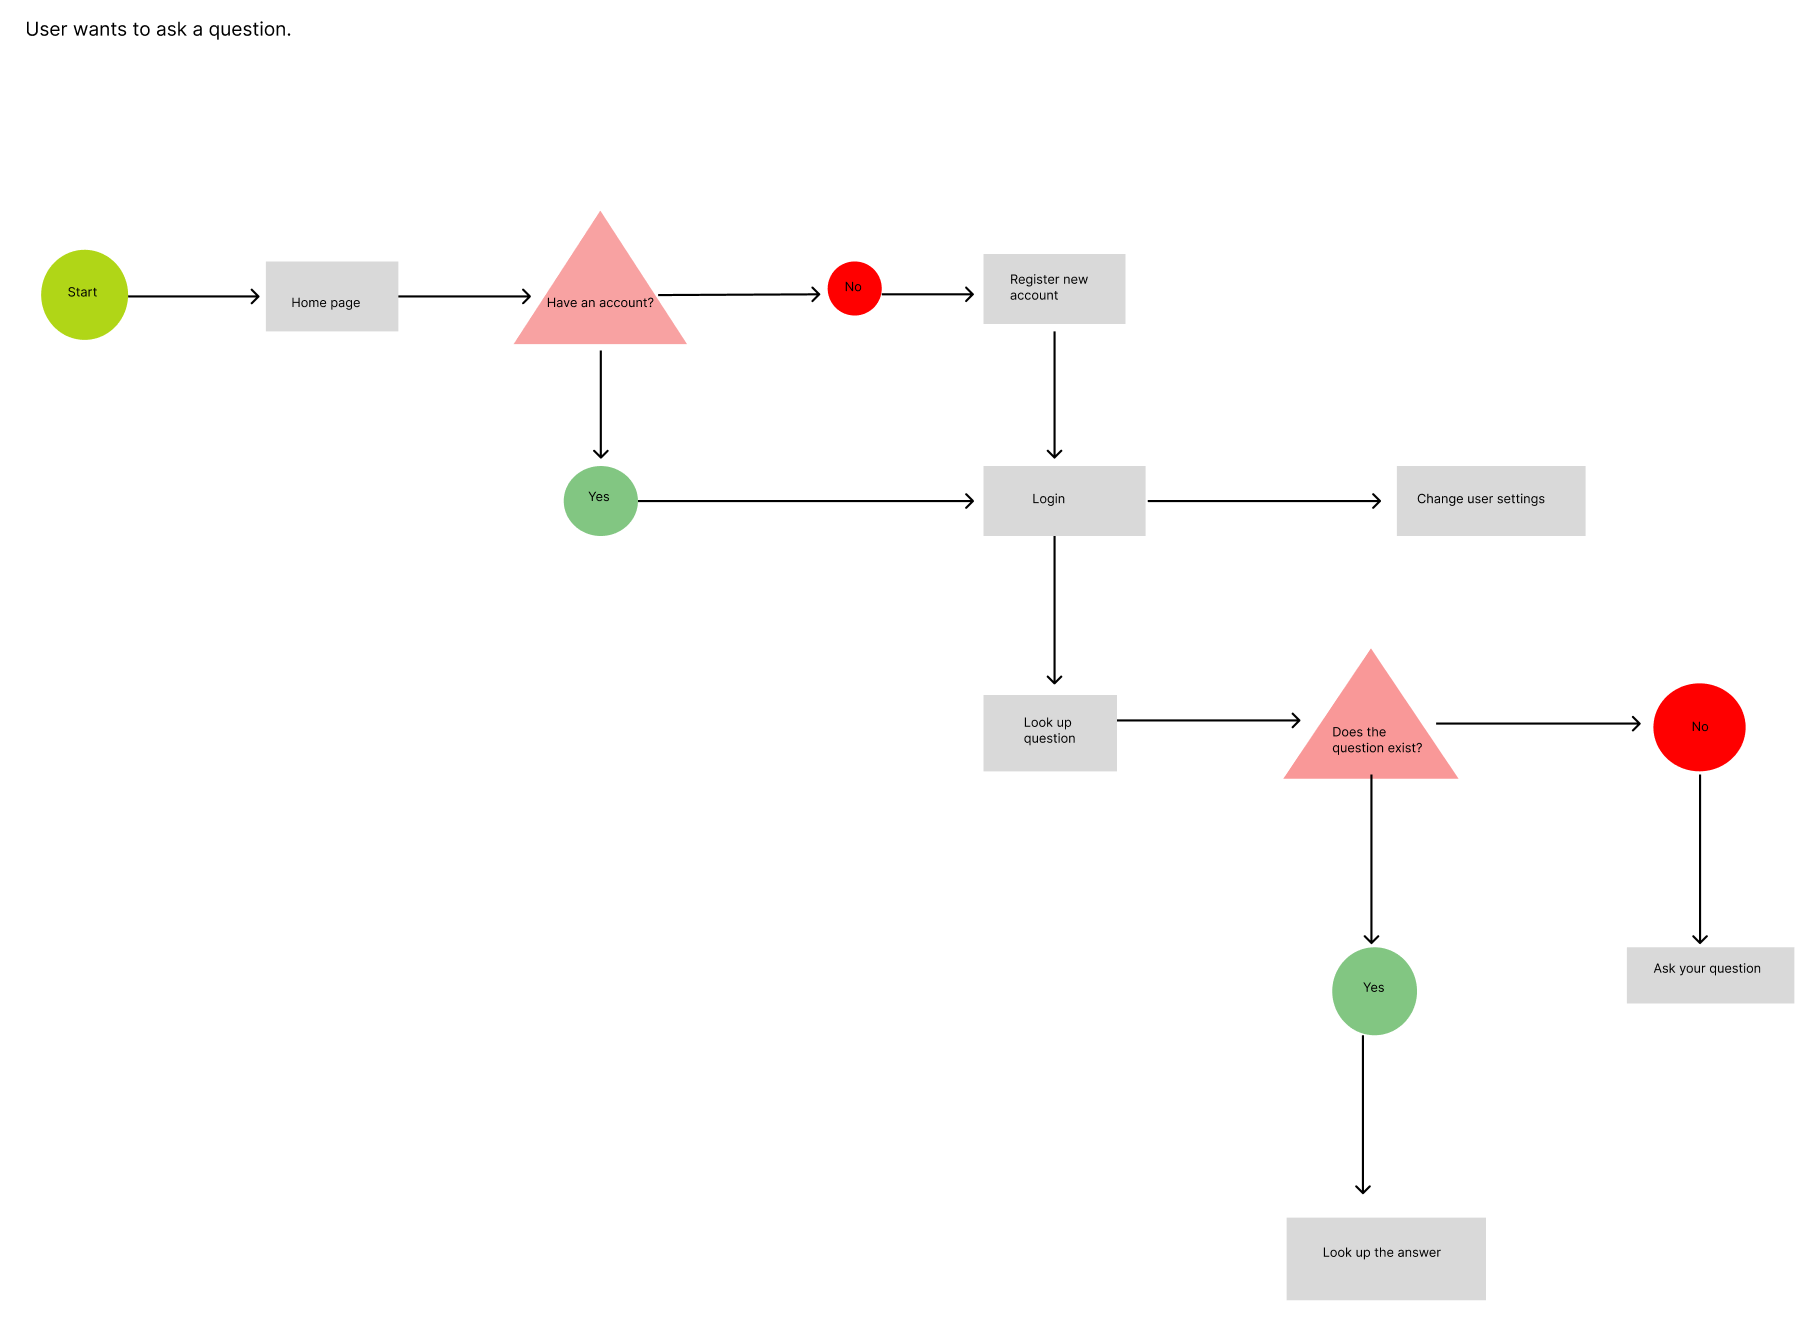 User wants to ask a question.
Start
Home page
Have an account?
No
Register new
account
Yes
Login
Change user settings
Look up
question
Does the
question exist?
No
Yes
Ask your question
Look up the answer